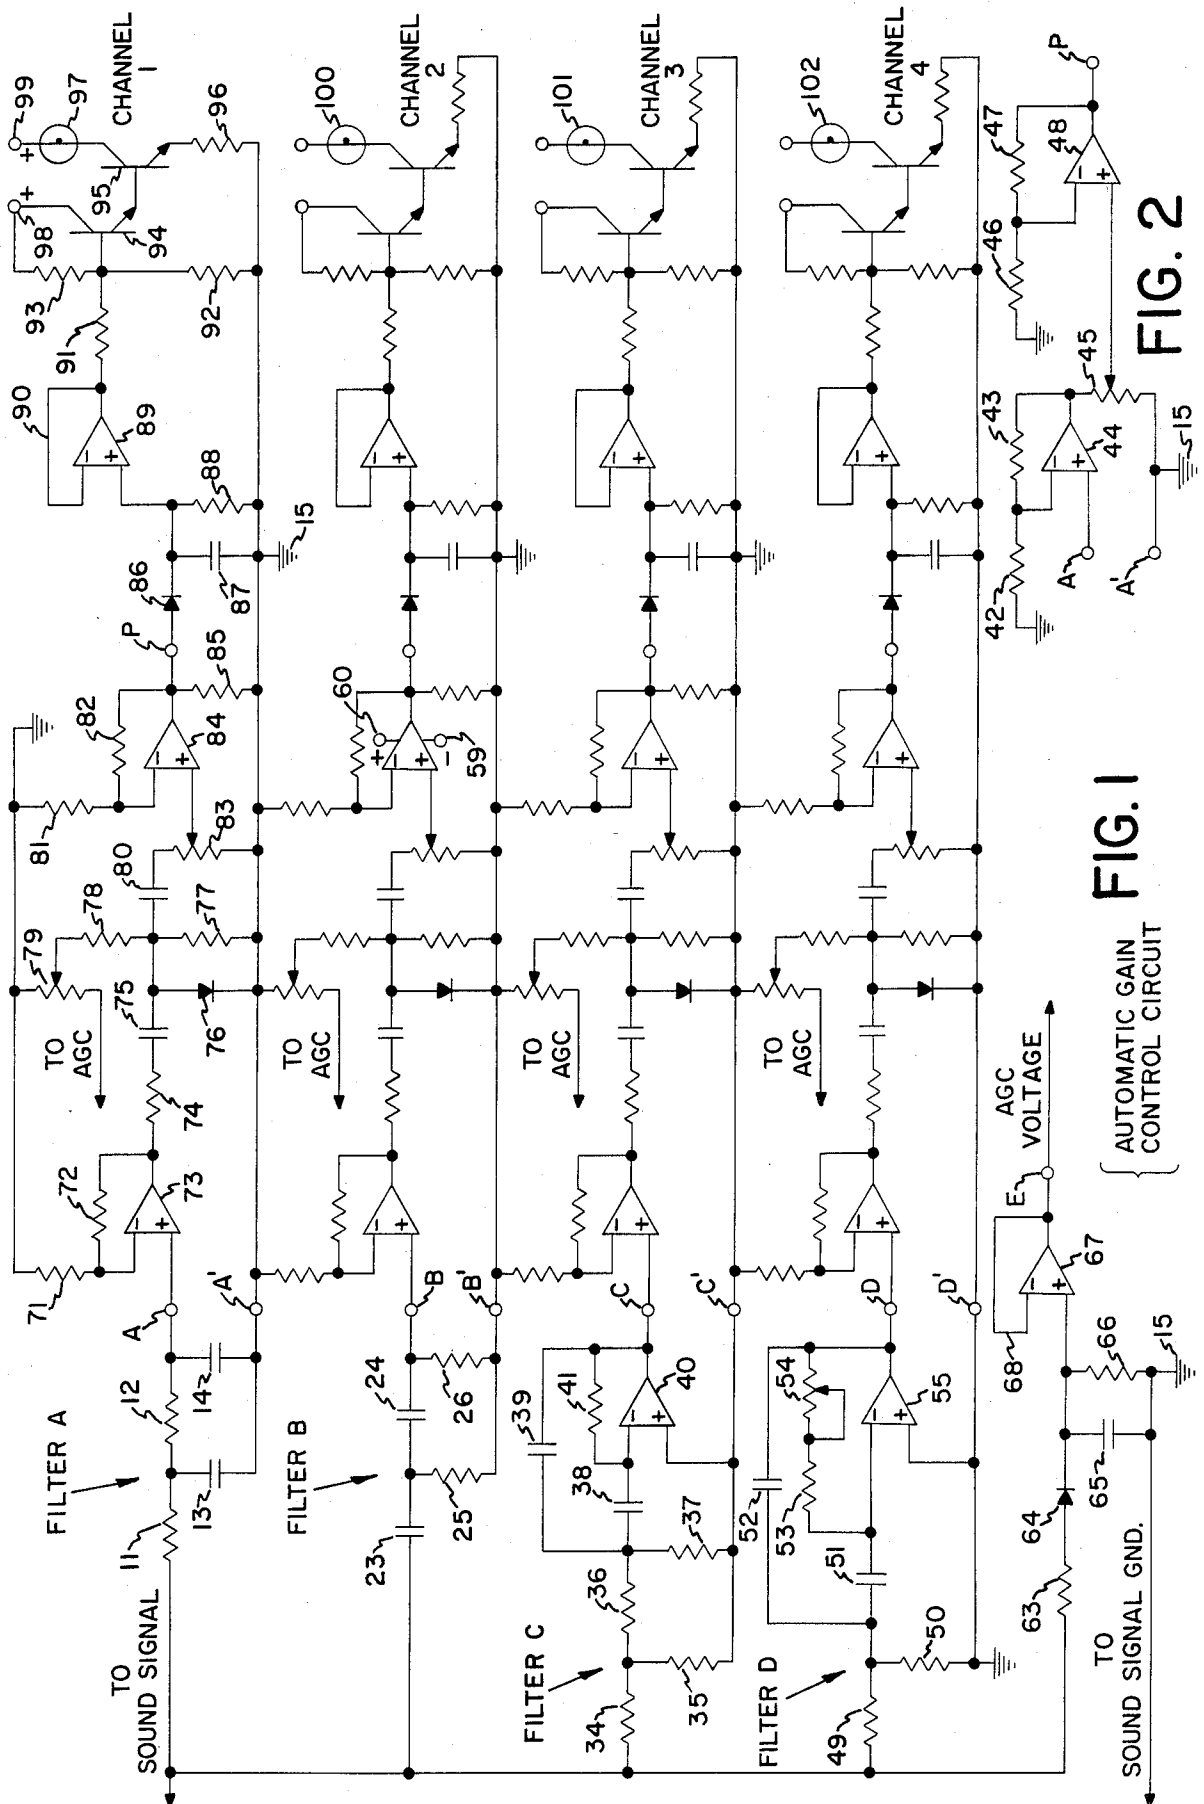 FILTER A
TO
SOUND SIGNAL
11
12
13
14
A
A'
71
72
73
74
75
76
TO
AGC
77
78
79
80
81
82
83
84
85
P
86
87
15
88
89
90
91
92
93
94
95
96
97
98
99
+
+
-
+
-
+
-
+
CHANNEL
1
FILTER B
23
24
25
26
B
B'
-
+
TO
AGC
-
+
+
60
-
59
-
+
100
CHANNEL
2
FILTER C
34
35
36
37
38
39
40
41
-
+
C
C'
-
+
TO
AGC
-
+
-
+
101
CHANNEL
3
FILTER D
49
50
51
52
53
54
55
-
+
D
D'
-
+
TO
AGC
-
+
-
+
102
CHANNEL
4
TO
SOUND SIGNAL GND.
63
64
65
66
15
67
68
-
+
E
AGC
VOLTAGE
AUTOMATIC GAIN
CONTROL CIRCUIT
FIG. 1
42
43
44
-
+
A
A'
15
45
46
47
48
-
+
P
FIG. 2